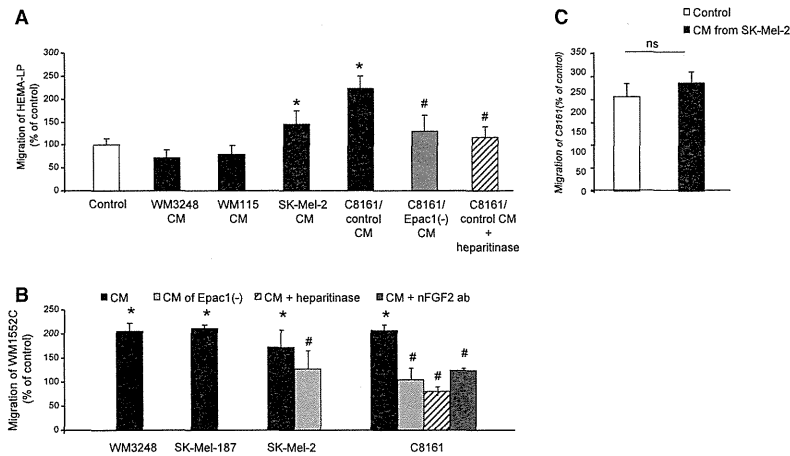 A
Migration of HEMA-LP
(% of control)
300
250
200
150
100
50
0
*
*
#
#
Control
WM3248
CM
WM115
CM
SK-Mel-2
CM
C8161/
control
CM
C8161/
Epac1(-)
CM
C8161/
control CM
+
heparitinase
C
Control
CM from SK-Mel-2
Migration of C8161(% of control)
350
300
250
250
150
100
50
0
ns
B
CM
CM of Epac1(-)
CM + heparitinase
CM + nFGF2 ab
Migration of WM1552C
(% of control)
250
200
150
100
50
0
*
*
*
#
*
#
#
#
WM3248
SK-Mel-187
SK-Mel-2
C8161